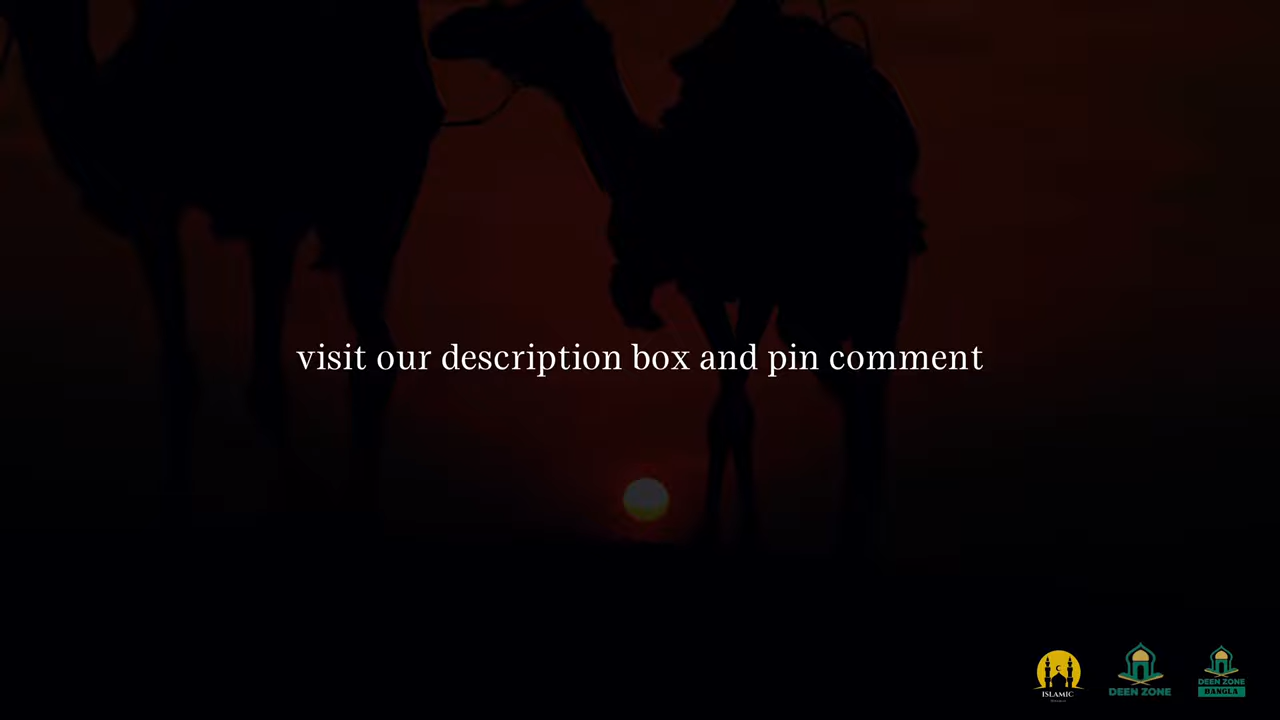 visit our description box and pin comment
ISLAMIC
DEEN ZONE
DEEN ZONE
BANGLA